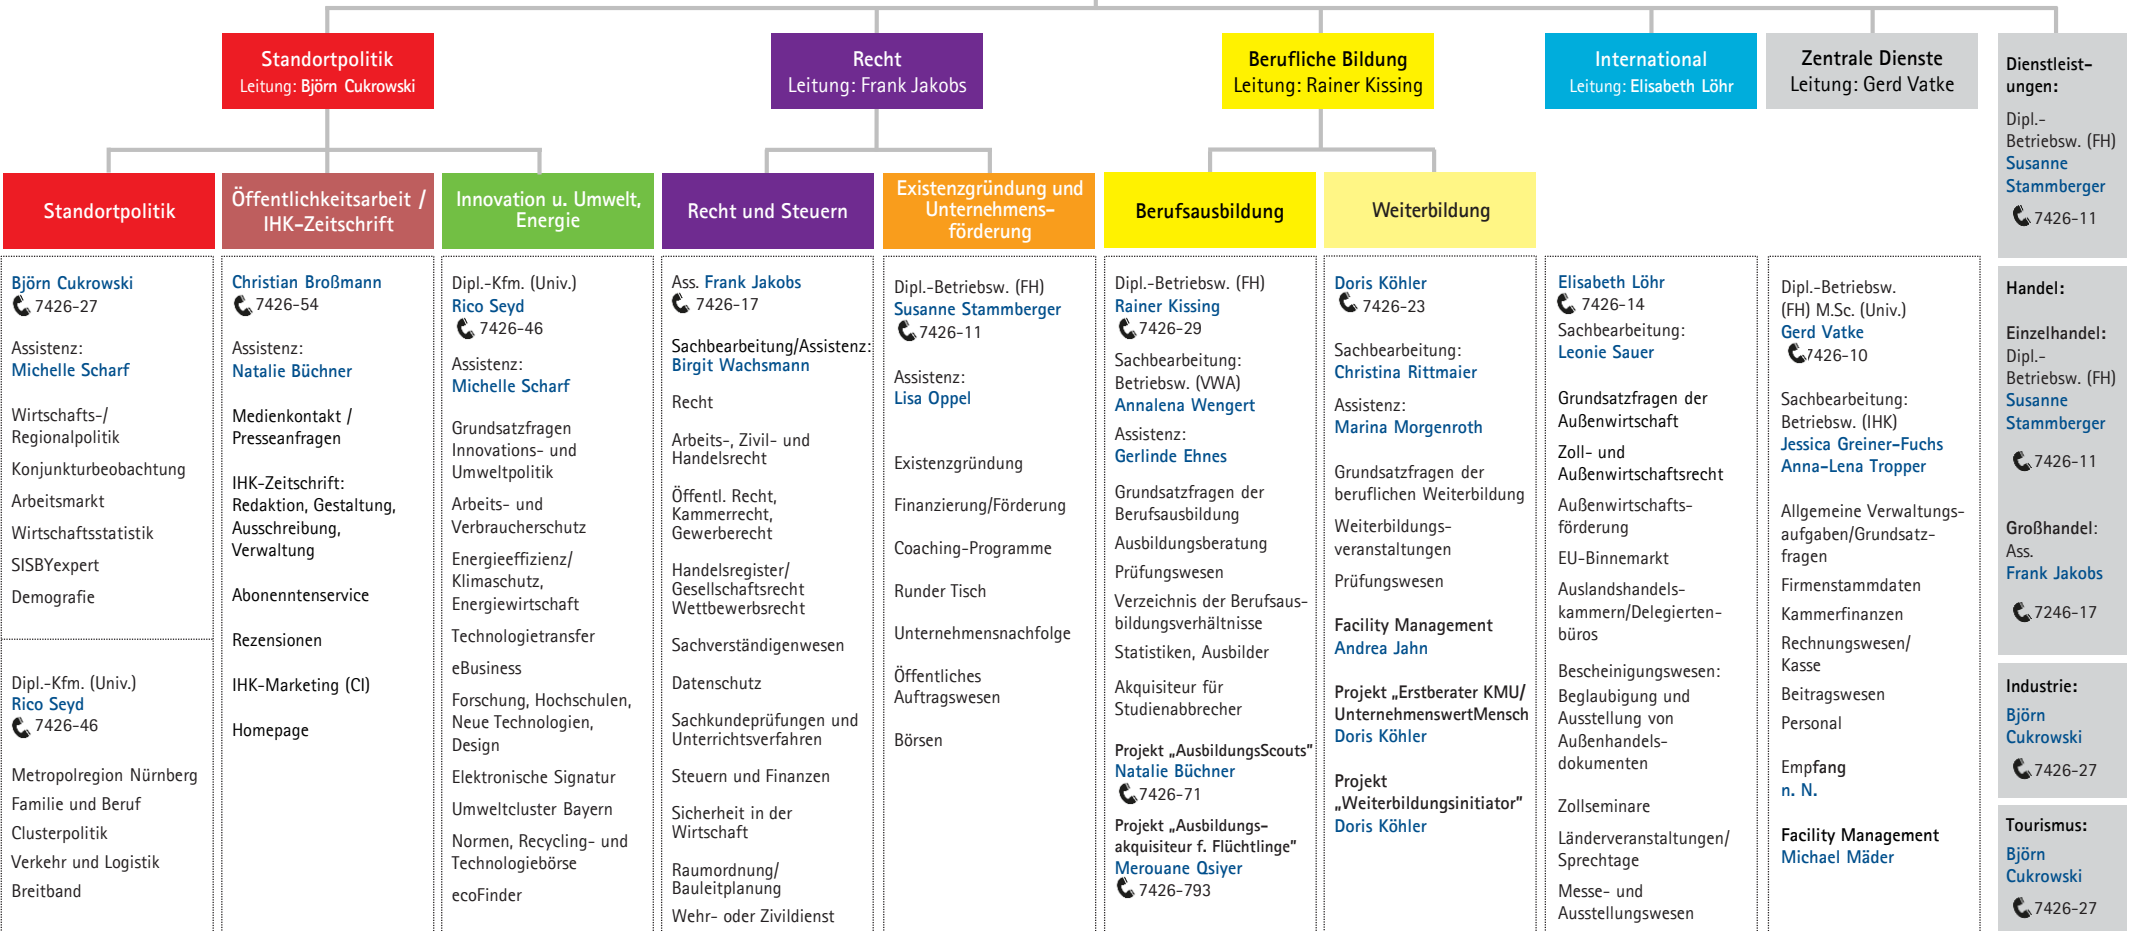 Standortpolitik
Leitung: Björn Cukrowski
Recht
Leitung: Frank Jakobs
Berufliche Bildung
Leitung: Rainer Kissing
International
Leitung: Elisabeth Löhr
Zentrale Dienste
Leitung: Gerd Vatke
Standortpolitik
Björn Cukrowski
7426-27
Assistenz:
Michelle Scharf
Wirtschafts-/
Regionalpolitik
Konjunkturbeobachtung
Arbeitsmarkt
Wirtschaftsstatistik
SISBYexpert
Demografie
Dipl.-Kfm. (Univ.)
Rico Seyd
7426-46
Metropolregion Nürnberg
Familie und Beruf
Clusterpolitik
Verkehr und Logistik
Breitband
Öffentlichkeitsarbeit /
IHK-Zeitschrift
Christian Broßmann
7426-54
Assistenz:
Natalie Büchner
Medienkontakt /
Presseanfragen
IHK-Zeitschrift:
Redaktion, Gestaltung,
Ausschreibung,
Verwaltung
Abonenntenservice
Rezensionen
IHK-Marketing (CI)
Homepage
Innovation u. Umwelt,
Energie
Dipl.-Kfm. (Univ.)
Rico Seyd
7426-46
Assistenz:
Michelle Scharf
Grundsatzfragen
Innovations- und
Umweltpolitik
Arbeits- und
Verbraucherschutz
Energieeffizienz/
Klimaschutz,
Energiewirtschaft
Technologietransfer
eBusiness
Forschung, Hochschulen,
Neue Technologien,
Design
Elektronische Signatur
Umweltcluster Bayern
Normen, Recycling- und
Technologiebörse
ecoFinder
Recht und Steuern
Ass. Frank Jakobs
7426-17
Sachbearbeitung/Assistenz:
Birgit Wachsmann
Recht
Arbeits-, Zivil- und
Handelsrecht
Öffentl. Recht,
Kammerrecht,
Gewerberecht
Handelsregister/
Gesellschaftsrecht
Wettbewerbsrecht
Sachverständigenwesen
Datenschutz
Sachkundeprüfungen und
Unterrichtsverfahren
Steuern und Finanzen
Sicherheit in der
Wirtschaft
Raumordnung/
Bauleitplanung
Wehr- oder Zivildienst
Existenzgründung und
Unternehmens-
förderung
Dipl.-Betriebsw. (FH)
Susanne Stammberger
7426-11
Assistenz:
Lisa Oppel
Existenzgründung
Finanzierung/Förderung
Coaching-Programme
Runder Tisch
Unternehmensnachfolge
Öffentliches
Auftragswesen
Börsen
Berufsausbildung
Dipl.-Betriebsw. (FH)
Rainer Kissing
7426-29
Sachbearbeitung:
Betriebsw. (VWA)
Annalena Wengert
Assistenz:
Gerlinde Ehnes
Grundsatzfragen der
Berufsausbildung
Ausbildungsberatung
Prüfungswesen
Verzeichnis der Berufsaus-
bildungsverhältnisse
Statistiken, Ausbilder
Akquisiteur für
Studienabbrecher
Projekt „AusbildungsScouts"
Natalie Büchner
7426-71
Projekt „Ausbildungs-
akquisiteur f. Flüchtlinge"
Merouane Qsiyer
7426-793
Weiterbildung
Doris Köhler
7426-23
Sachbearbeitung:
Christina Rittmaier
Assistenz:
Marina Morgenroth
Grundsatzfragen der
beruflichen Weiterbildung
Weiterbildungs-
veranstaltungen
Prüfungswesen
Facility Management
Andrea Jahn
Projekt „Erstberater KMU/
UnternehmenswertMensch
Doris Köhler
Projekt
„Weiterbildungsinitiator"
Doris Köhler
Elisabeth Löhr
7426-14
Sachbearbeitung:
Leonie Sauer
Grundsatzfragen der
Außenwirtschaft
Zoll- und
Außenwirtschaftsrecht
Außenwirtschafts-
förderung
EU-Binnemarkt
Auslandshandels-
kammern/Delegierten-
büros
Bescheinigungswesen:
Beglaubigung und
Ausstellung von
Außenhandels-
dokumenten
Zollseminare
Länderveranstaltungen/
Sprechtage
Messe- und
Ausstellungswesen
Dipl.-Betriebsw.
(FH) M.Sc. (Univ.)
Gerd Vatke
7426-10
Sachbearbeitung:
Betriebsw. (IHK)
Jessica Greiner-Fuchs
Anna-Lena Tropper
Allgemeine Verwaltungs-
aufgaben/Grundsatz-
fragen
Firmenstammdaten
Kammerfinanzen
Rechnungswesen/
Kasse
Beitragswesen
Personal
Empfang
n. N.
Facility Management
Michael Mäder
Dienstleist-
ungen:
Dipl.-
Betriebsw. (FH)
Susanne
Stammberger
7426-11
Handel:
Einzelhandel:
Dipl.-
Betriebsw. (FH)
Susanne
Stammberger
7426-11
Großhandel:
Ass.
Frank Jakobs
7246-17
Industrie:
Björn
Cukrowski
7426-27
Tourismus:
Björn
Cukrowski
7426-27